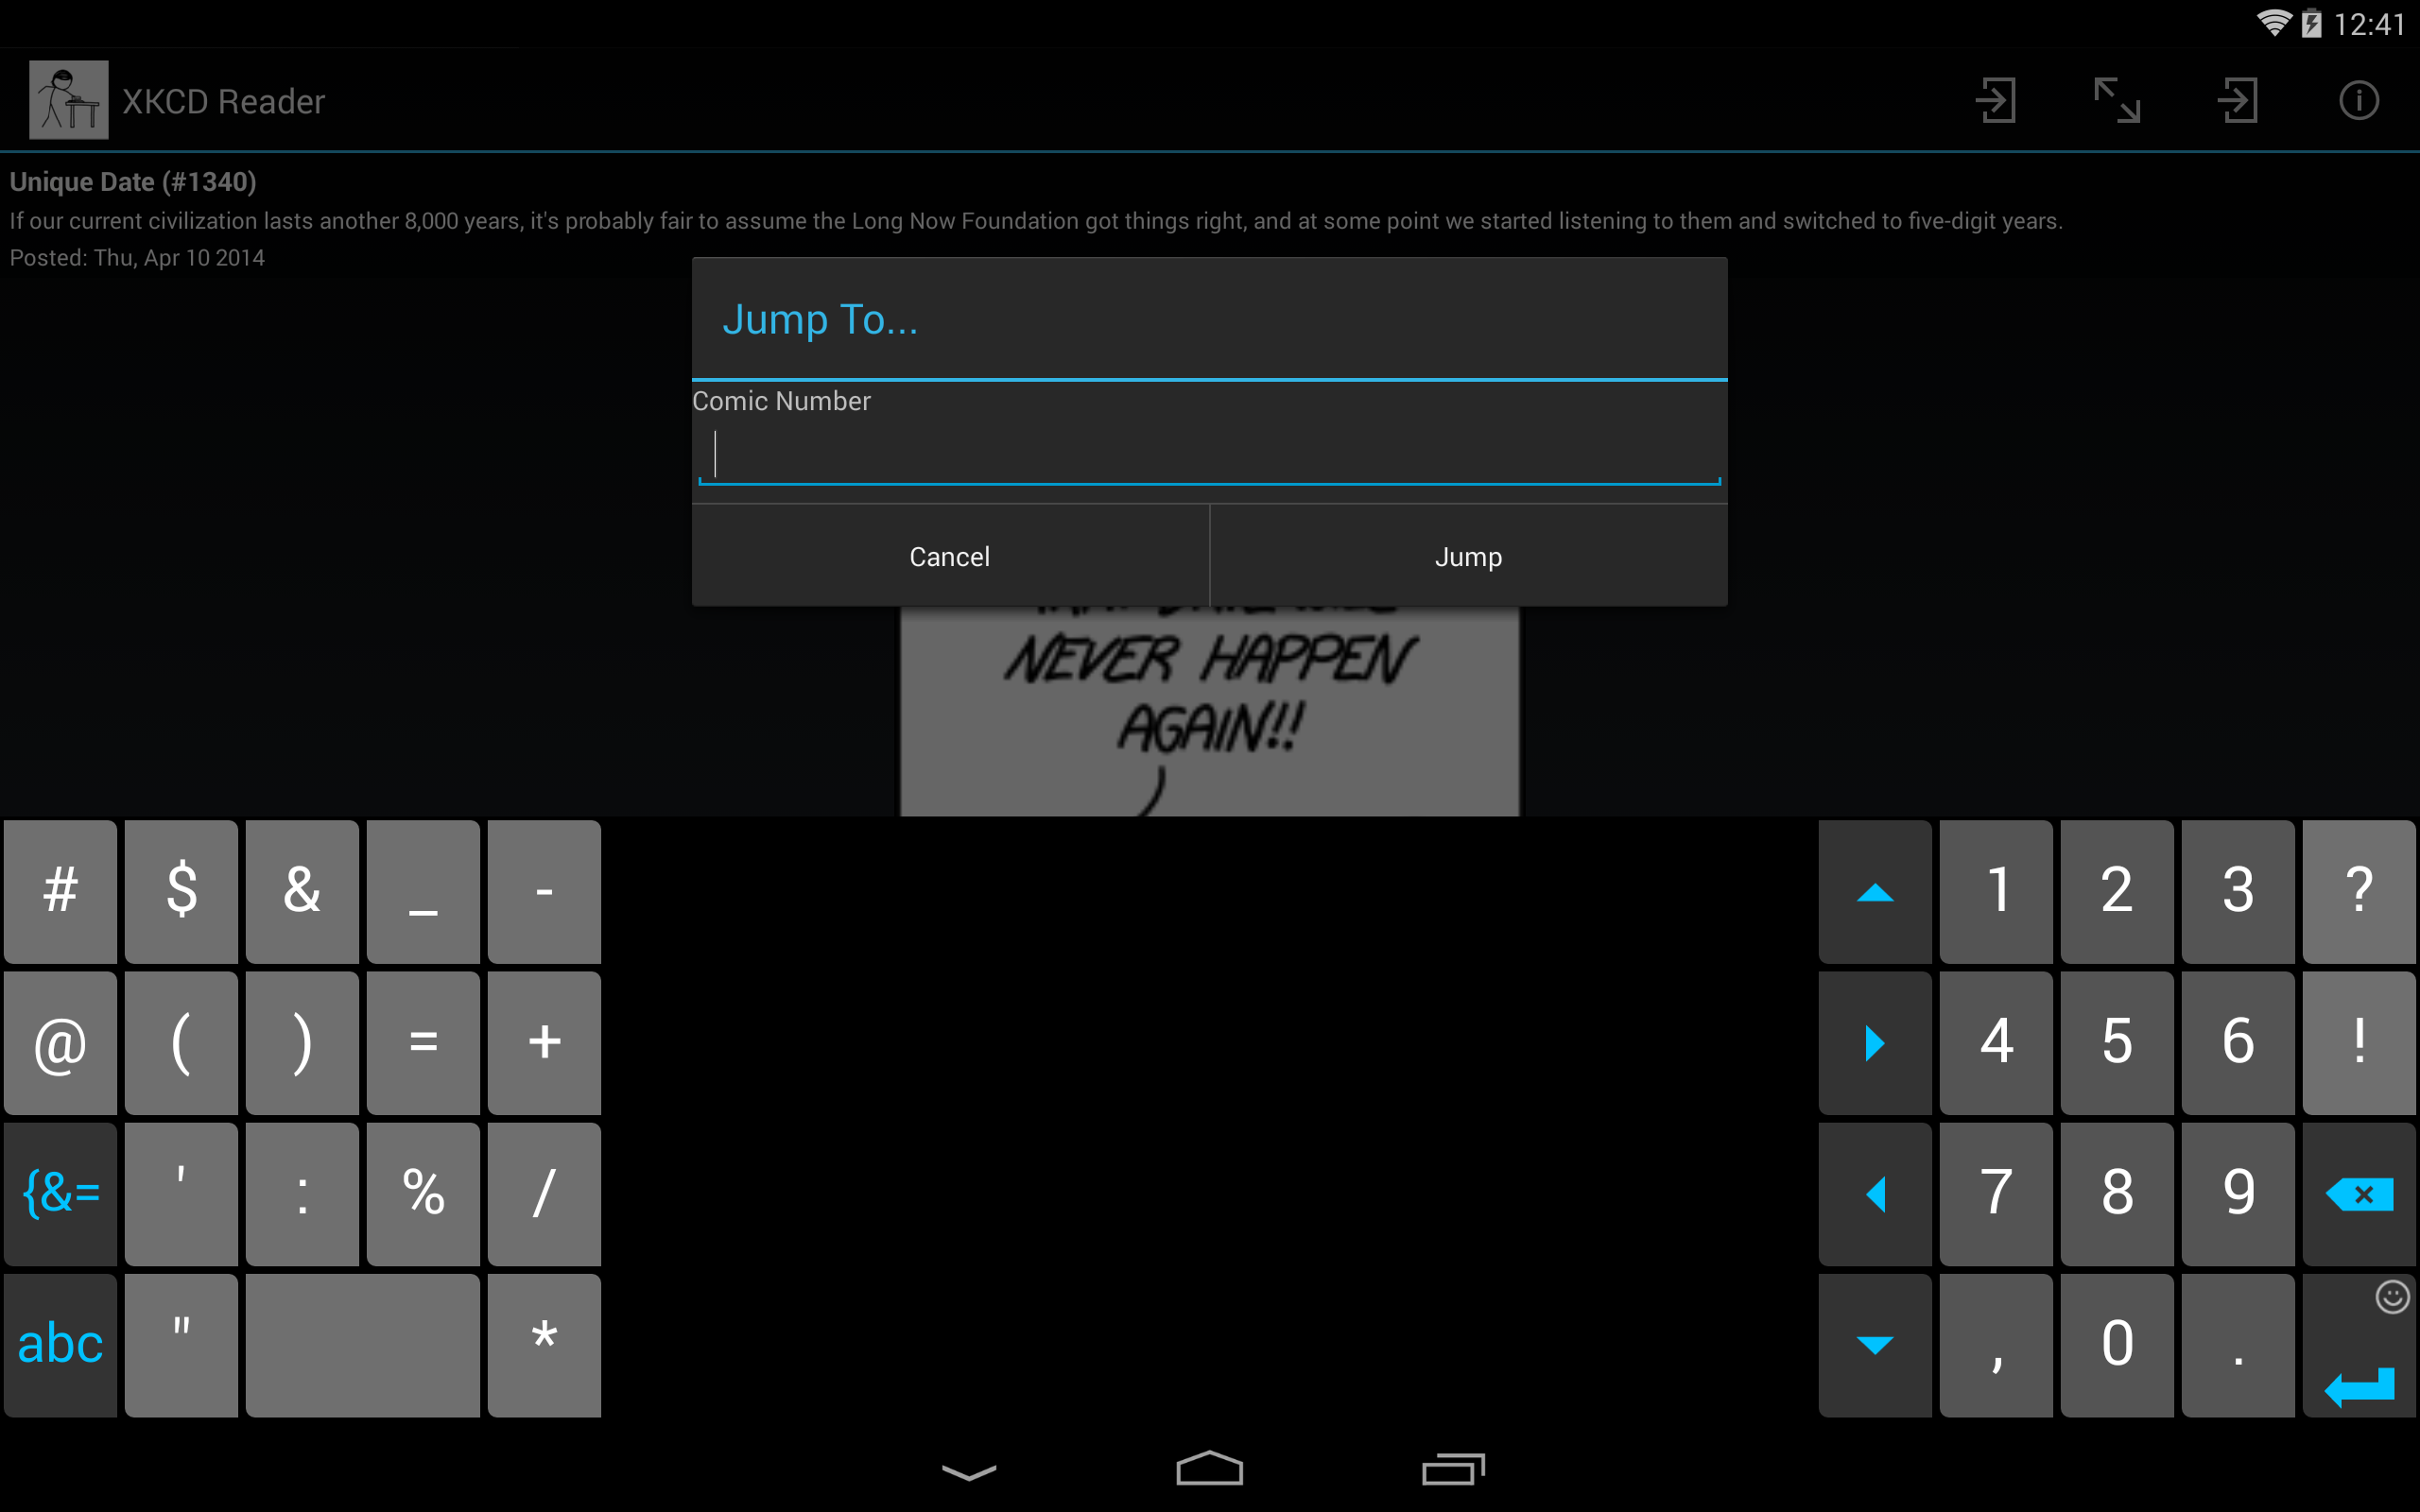 12:41
XKCD Reader
Unique Date (#1340)
If our current civilization lasts another 8,000 years, it's probably fair to assume the Long Now Foundation got things right, and at some point we started listening to them and switched to five-digit years.
Posted: Thu, Apr 10 2014
Jump To...
Comic Number
Cancel Jump
NEVER HAPPEN
AGAIN!!
# $ & _ - 1 2 3 ?
@ ( ) = + 4 5 6 !
{&= ' : % / 7 8 9
abc " * , 0 .